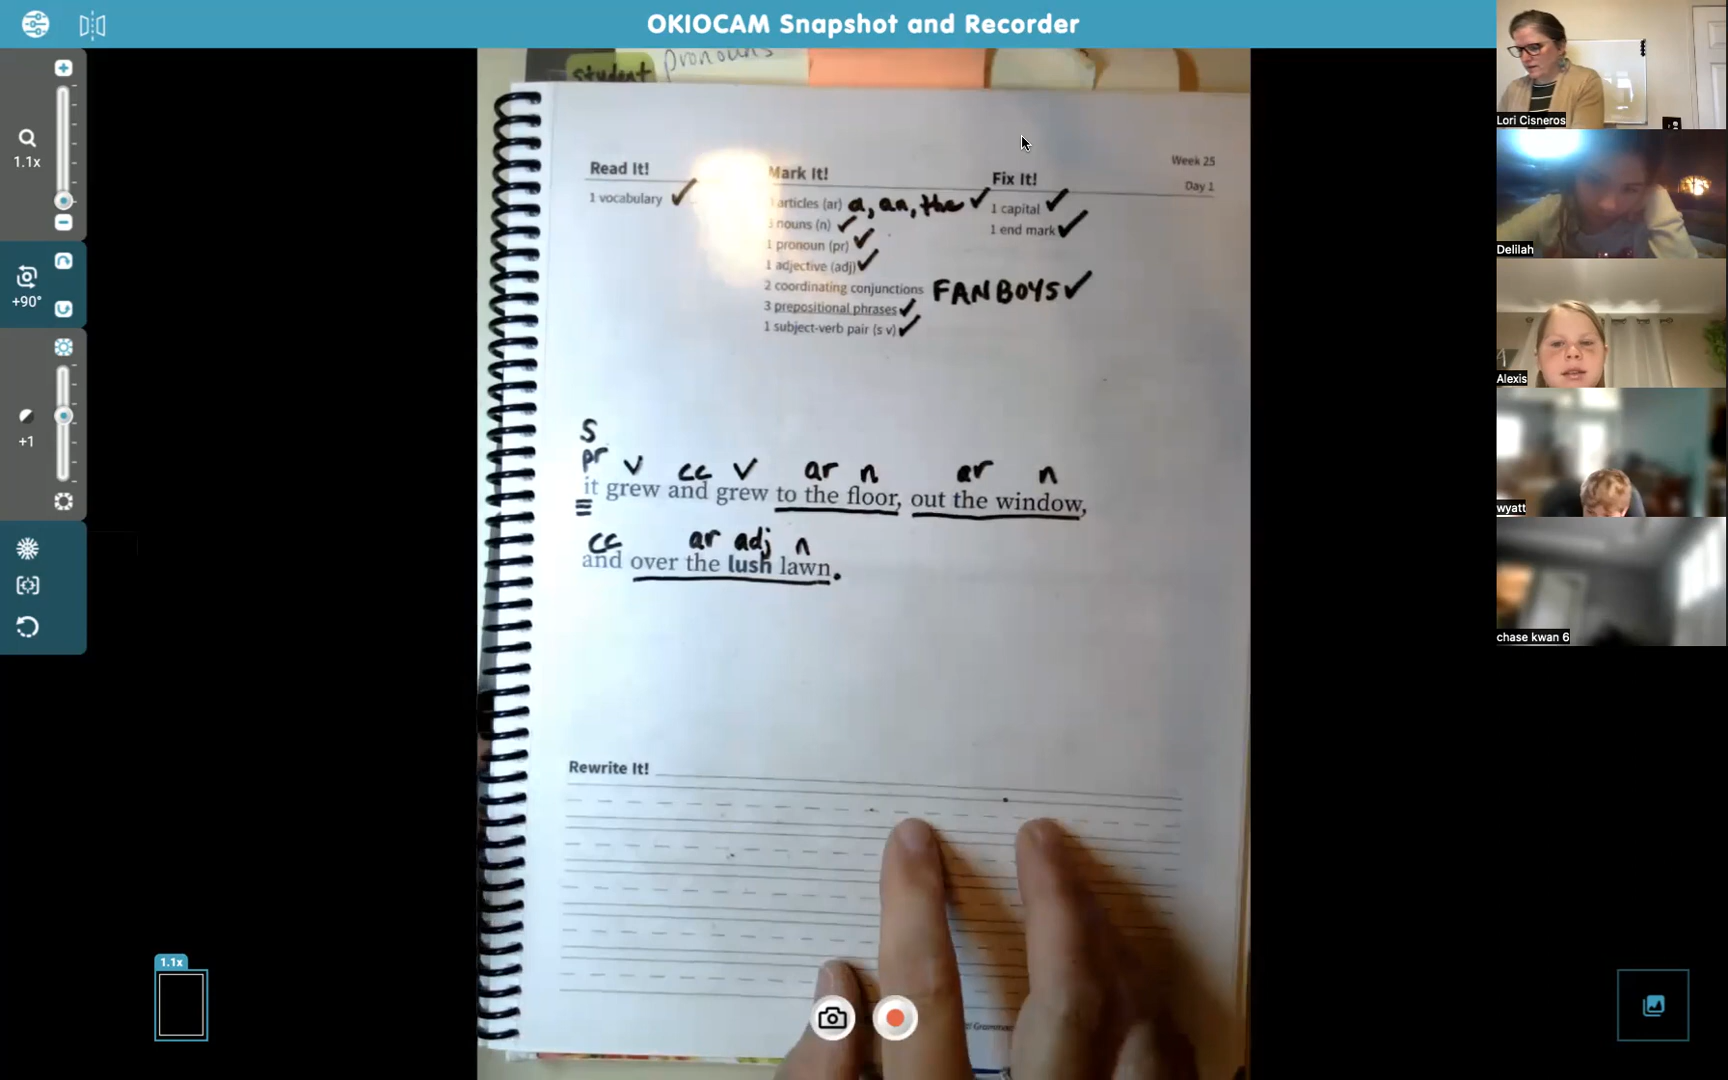 OKIOCAM Snapshot and Recorder
1.1x
+90°
+1
1.1x
student pronouns
Week 25
Day 1
Read It!
1 vocabulary ✓
Mark It!
articles (ar) a, an, the ✓
nouns (n) ✓
1 pronoun (pr) ✓
1 adjective (adj) ✓
2 coordinating conjunctions FANBOYS ✓
3 prepositional phrases ✓
1 subject-verb pair (s v) ✓
Fix It!
1 capital ✓
1 end mark ✓
S
pr v cc v ar n ar n
it grew and grew to the floor, out the window,
cc ar adj n
and over the lush lawn.
Rewrite It!
Lori Cisneros
Delilah
Alexis
wyatt
chase kwan 6